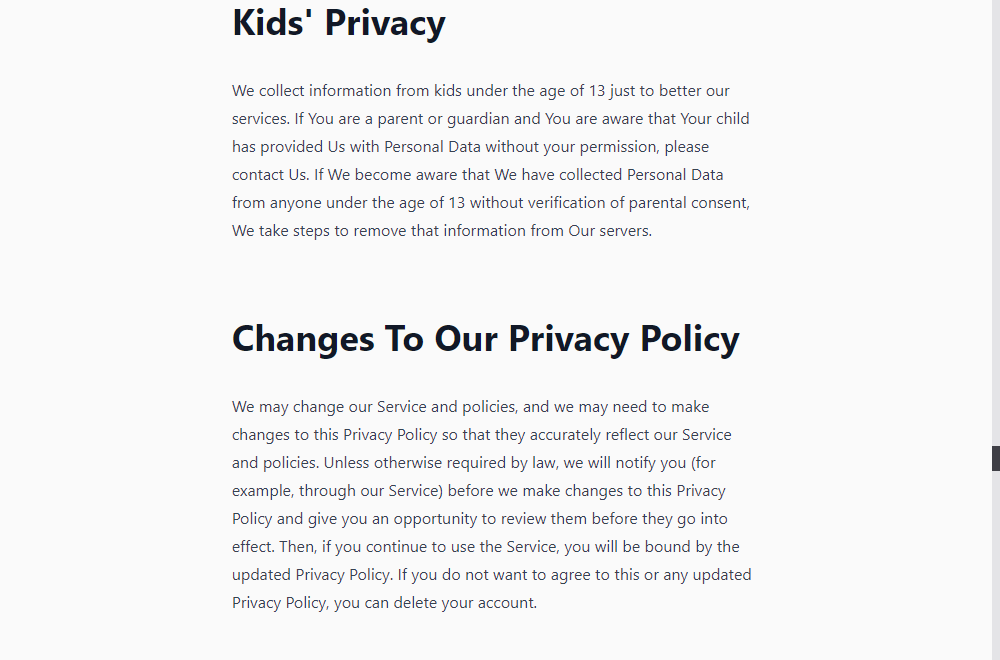 Kids' Privacy
We collect information from kids under the age of 13 just to better our
services. If You are a parent or guardian and You are aware that Your child
has provided Us with Personal Data without your permission, please
contact Us. If We become aware that We have collected Personal Data
from anyone under the age of 13 without verification of parental consent,
We take steps to remove that information from Our servers.
Changes To Our Privacy Policy
We may change our Service and policies, and we may need to make
changes to this Privacy Policy so that they accurately reflect our Service
and policies. Unless otherwise required by law, we will notify you (for
example, through our Service) before we make changes to this Privacy
Policy and give you an opportunity to review them before they go into
effect. Then, if you continue to use the Service, you will be bound by the
updated Privacy Policy. If you do not want to agree to this or any updated
Privacy Policy, you can delete your account.